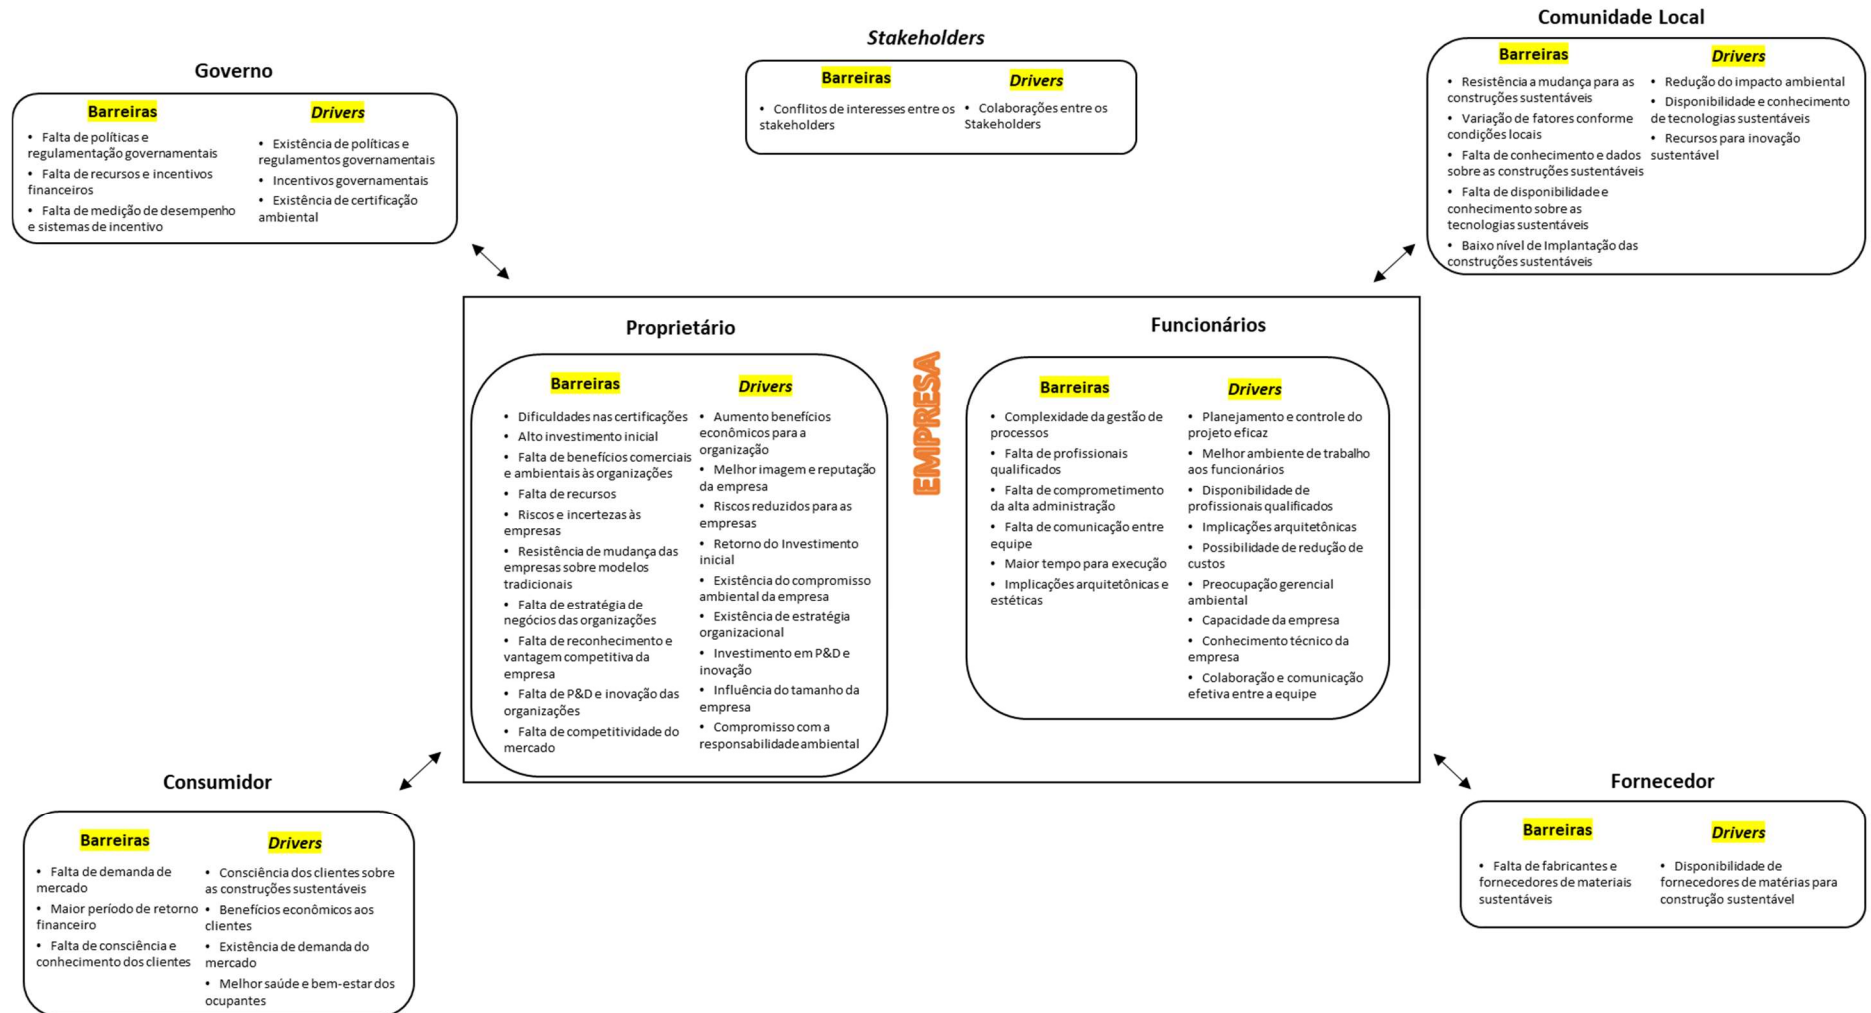 Stakeholders
Barreiras
Drivers
• Conflitos de interesses entre os
stakeholders
• Colaborações entre os
Stakeholders
Comunidade Local
Barreiras
Drivers
• Resistência a mudança para as
construções sustentáveis
• Variação de fatores conforme
condições locais
• Falta de conhecimento e dados
sobre as construções sustentáveis
• Falta de disponibilidade e
conhecimento sobre as
tecnologias sustentáveis
• Baixo nível de Implantação das
construções sustentáveis
• Redução do impacto ambiental
• Disponibilidade e conhecimento
de tecnologias sustentáveis
• Recursos para inovação
sustentável
Governo
Barreiras
Drivers
• Falta de políticas e
regulamentação governamentais
• Falta de recursos e incentivos
financeiros
• Falta de medição de desempenho
e sistemas de incentivo
• Existência de políticas e
regulamentos governamentais
• Incentivos governamentais
• Existência de certificação
ambiental
Proprietário
Barreiras
Drivers
• Dificuldades nas certificações
• Alto investimento inicial
• Falta de benefícios comerciais
e ambientais às organizações
• Falta de recursos
• Riscos e incertezas às
empresas
• Resistência de mudança das
empresas sobre modelos
tradicionais
• Falta de estratégia de
negócios das organizações
• Falta de reconhecimento e
vantagem competitiva da
empresa
• Falta de P&D e inovação das
organizações
• Falta de competitividade do
mercado
• Aumento benefícios
econômicos para a
organização
• Melhor imagem e reputação
da empresa
• Riscos reduzidos para as
empresas
• Retorno do Investimento
inicial
• Existência do compromisso
ambiental da empresa
• Existência de estratégia
organizacional
• Investimento em P&D e
inovação
• Influência do tamanho da
empresa
• Compromisso com a
responsabilidade ambiental
EMPRESA
Funcionários
Barreiras
Drivers
• Complexidade da gestão de
processos
• Falta de profissionais
qualificados
• Falta de comprometimento
da alta administração
• Falta de comunicação entre
equipe
• Maior tempo para execução
• Implicações arquitetônicas e
estéticas
• Planejamento e controle do
projeto eficaz
• Melhor ambiente de trabalho
aos funcionários
• Disponibilidade de
profissionais qualificados
• Implicações arquitetônicas
• Possibilidade de redução de
custos
• Preocupação gerencial
ambiental
• Capacidade da empresa
• Conhecimento técnico da
empresa
• Colaboração e comunicação
efetiva entre a equipe
Consumidor
Barreiras
Drivers
• Falta de demanda de
mercado
• Maior período de retorno
financeiro
• Falta de consciência e
conhecimento dos clientes
• Consciência dos clientes sobre
as construções sustentáveis
• Benefícios econômicos aos
clientes
• Existência de demanda do
mercado
• Melhor saúde e bem-estar dos
ocupantes
Fornecedor
Barreiras
Drivers
• Falta de fabricantes e
fornecedores de materiais
sustentáveis
• Disponibilidade de
fornecedores de matérias para
construção sustentável